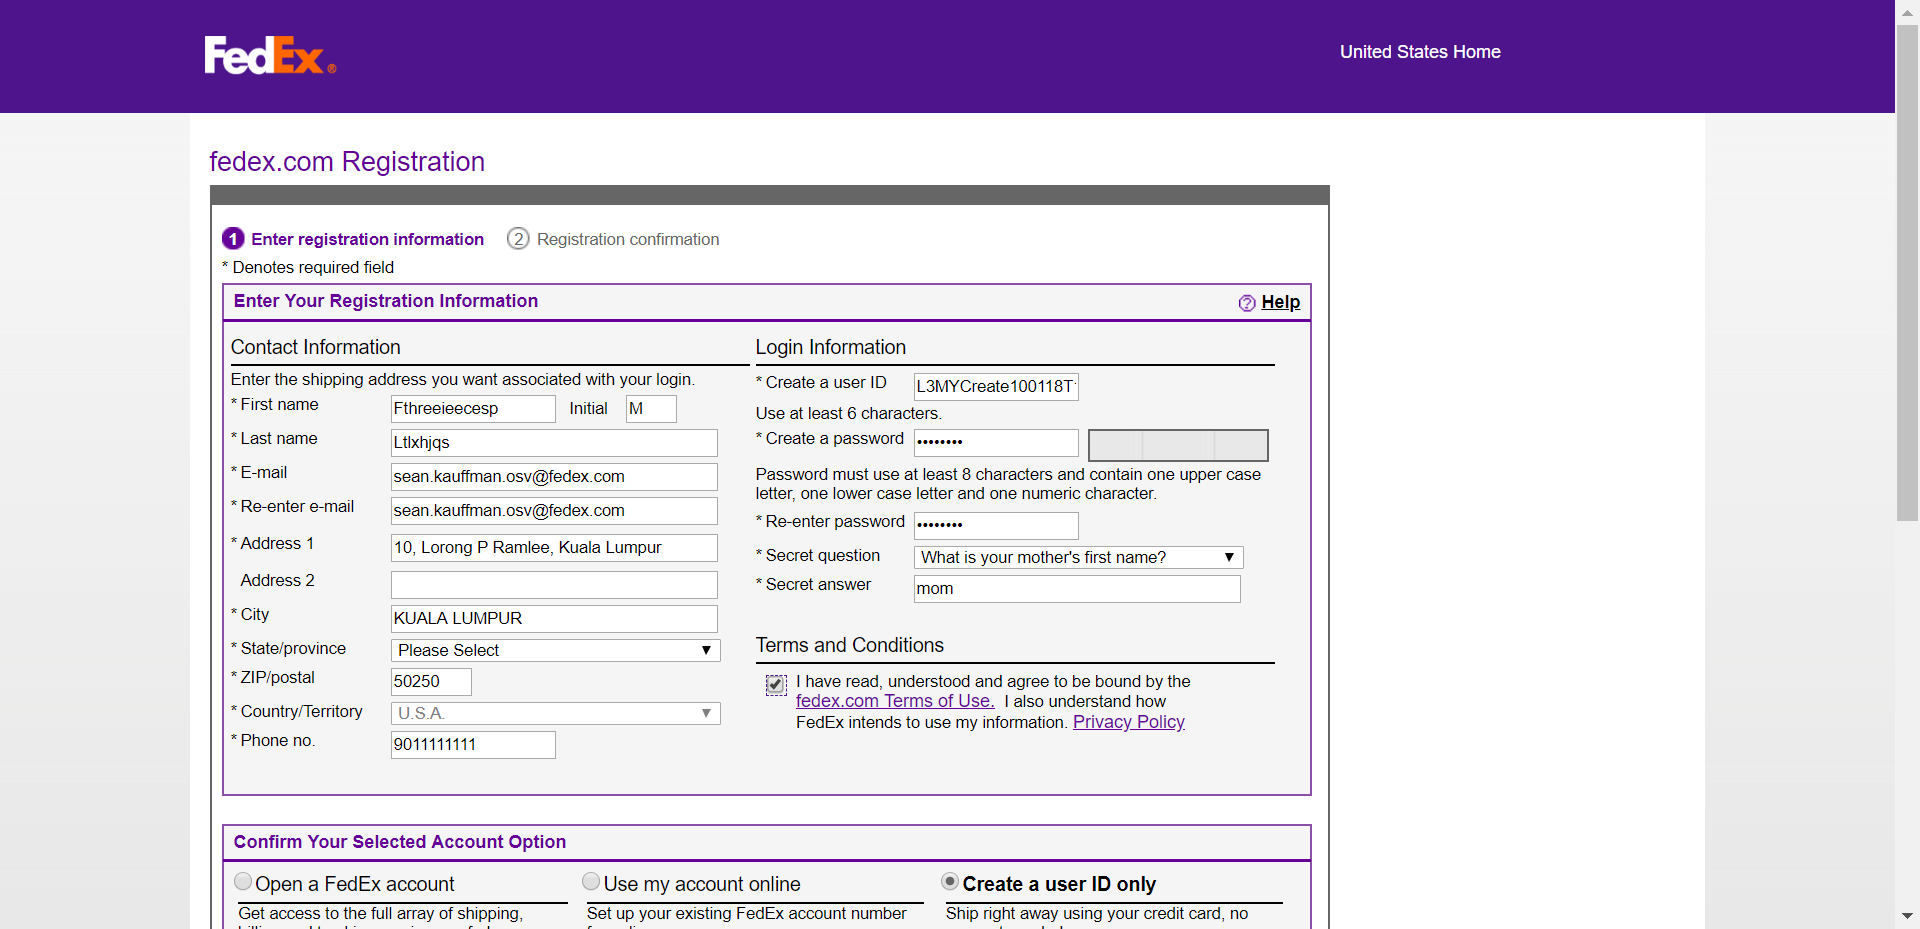 FedEx®
United States Home
fedex.com Registration
1 Enter registration information 2 Registration confirmation
* Denotes required field
Enter Your Registration Information
Help
Contact Information
Enter the shipping address you want associated with your login.
* First name Fthreeieecesp Initial M
* Last name Ltlxhjqs
* E-mail sean.kauffman.osv@fedex.com
* Re-enter e-mail sean.kauffman.osv@fedex.com
* Address 1 10, Lorong P Ramlee, Kuala Lumpur
Address 2
* City KUALA LUMPUR
* State/province Please Select
* ZIP/postal 50250
* Country/Territory U.S.A.
* Phone no. 9011111111
Login Information
* Create a user ID L3MYCreate100118T
Use at least 6 characters.
* Create a password ••••••••
Password must use at least 8 characters and contain one upper case
letter, one lower case letter and one numeric character.
* Re-enter password ••••••••
* Secret question What is your mother's first name?
* Secret answer mom
Terms and Conditions
I have read, understood and agree to be bound by the
fedex.com Terms of Use. I also understand how
FedEx intends to use my information. Privacy Policy
Confirm Your Selected Account Option
Open a FedEx account
Get access to the full array of shipping,
Use my account online
Set up your existing FedEx account number
Create a user ID only
Ship right away using your credit card, no